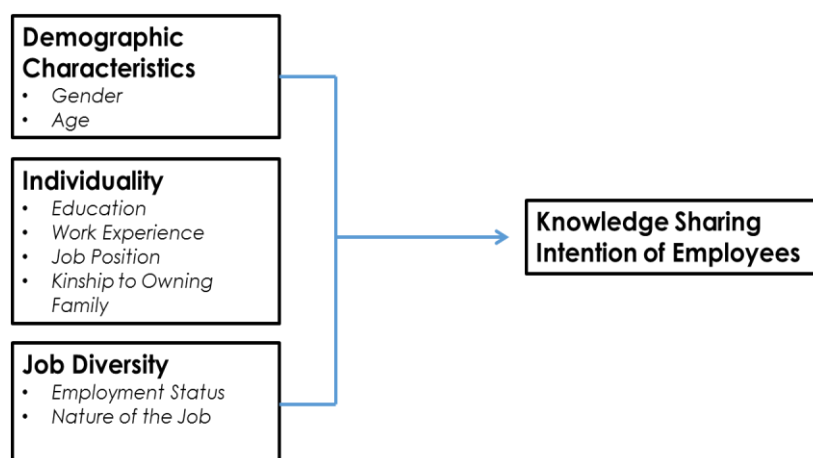 Demographic
Characteristics
• Gender
• Age
Individuality
• Education
• Work Experience
• Job Position
• Kinship to Owning
Family
Job Diversity
• Employment Status
• Nature of the Job
Knowledge Sharing
Intention of Employees